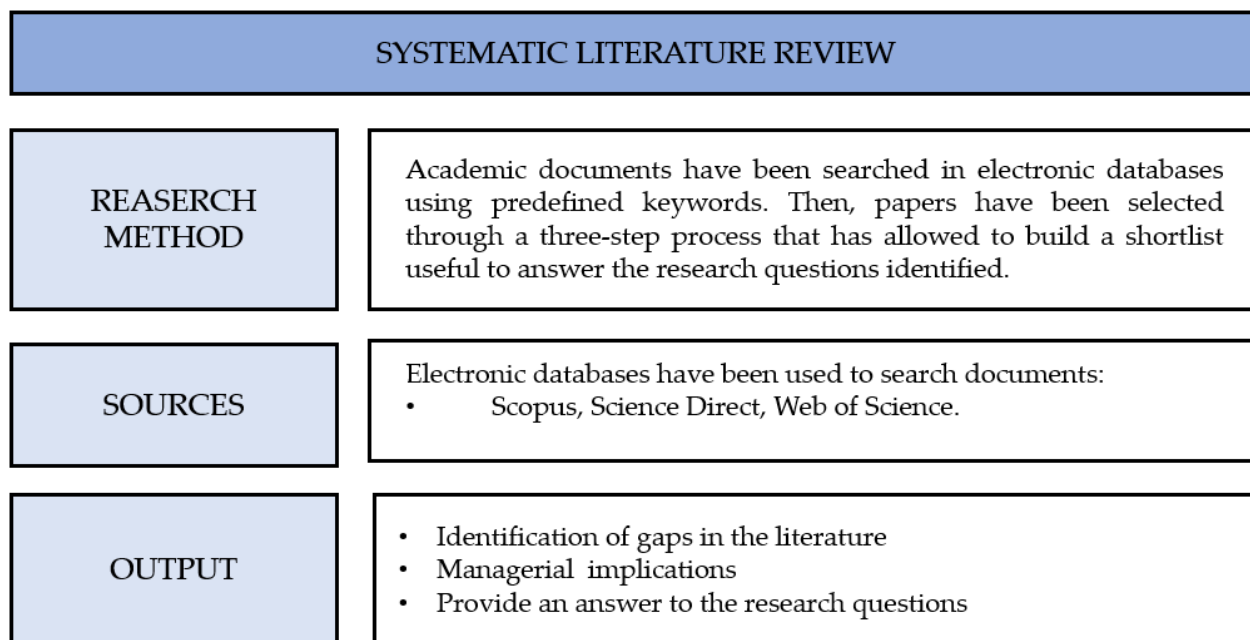 SYSTEMATIC LITERATURE REVIEW
REASERCH
METHOD
Academic documents have been searched in electronic databases
using predefined keywords. Then, papers have been selected
through a three-step process that has allowed to build a shortlist
useful to answer the research questions identified.
SOURCES
Electronic databases have been used to search documents:
• Scopus, Science Direct, Web of Science.
OUTPUT
• Identification of gaps in the literature
• Managerial implications
• Provide an answer to the research questions